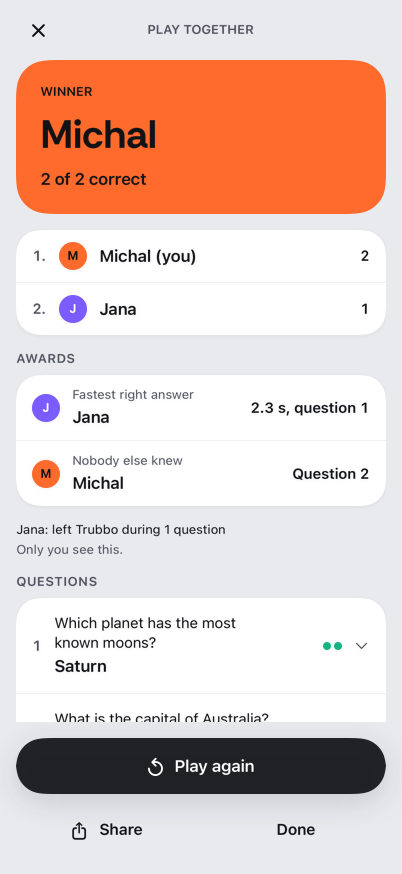 PLAY TOGETHER
WINNER
Michal
2 of 2 correct
1. M Michal (you) 2
2. J Jana 1
AWARDS
Fastest right answer
J Jana 2.3 s, question 1
Nobody else knew
M Michal Question 2
Jana: left Trubbo during 1 question
Only you see this.
QUESTIONS
Which planet has the most
1 known moons?
Saturn
What is the capital of Australia?
Play again
Share Done